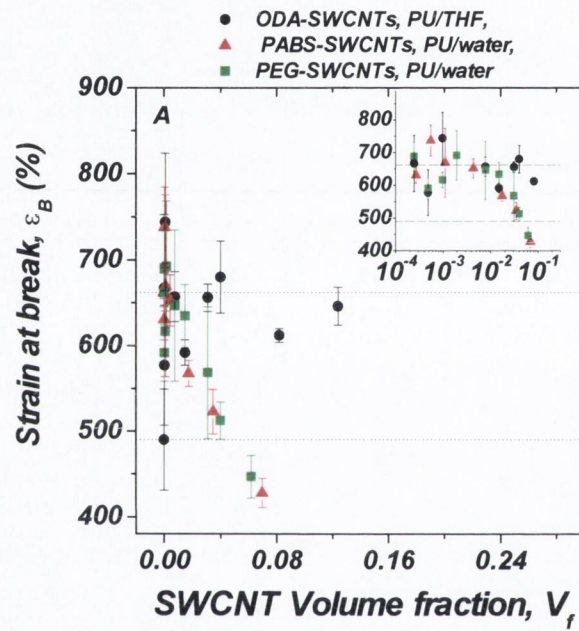 ODA-SWCNTs, PU/THF,
PABS-SWCNTs, PU/water,
PEG-SWCNTs, PU/water
900
A
800
700
600
500
400
Strain at break, ε_B (%)
800
700
600
500
400
10⁻⁴ 10⁻³ 10⁻² 10⁻¹
0.00 0.08 0.16 0.24
SWCNT Volume fraction, V_f